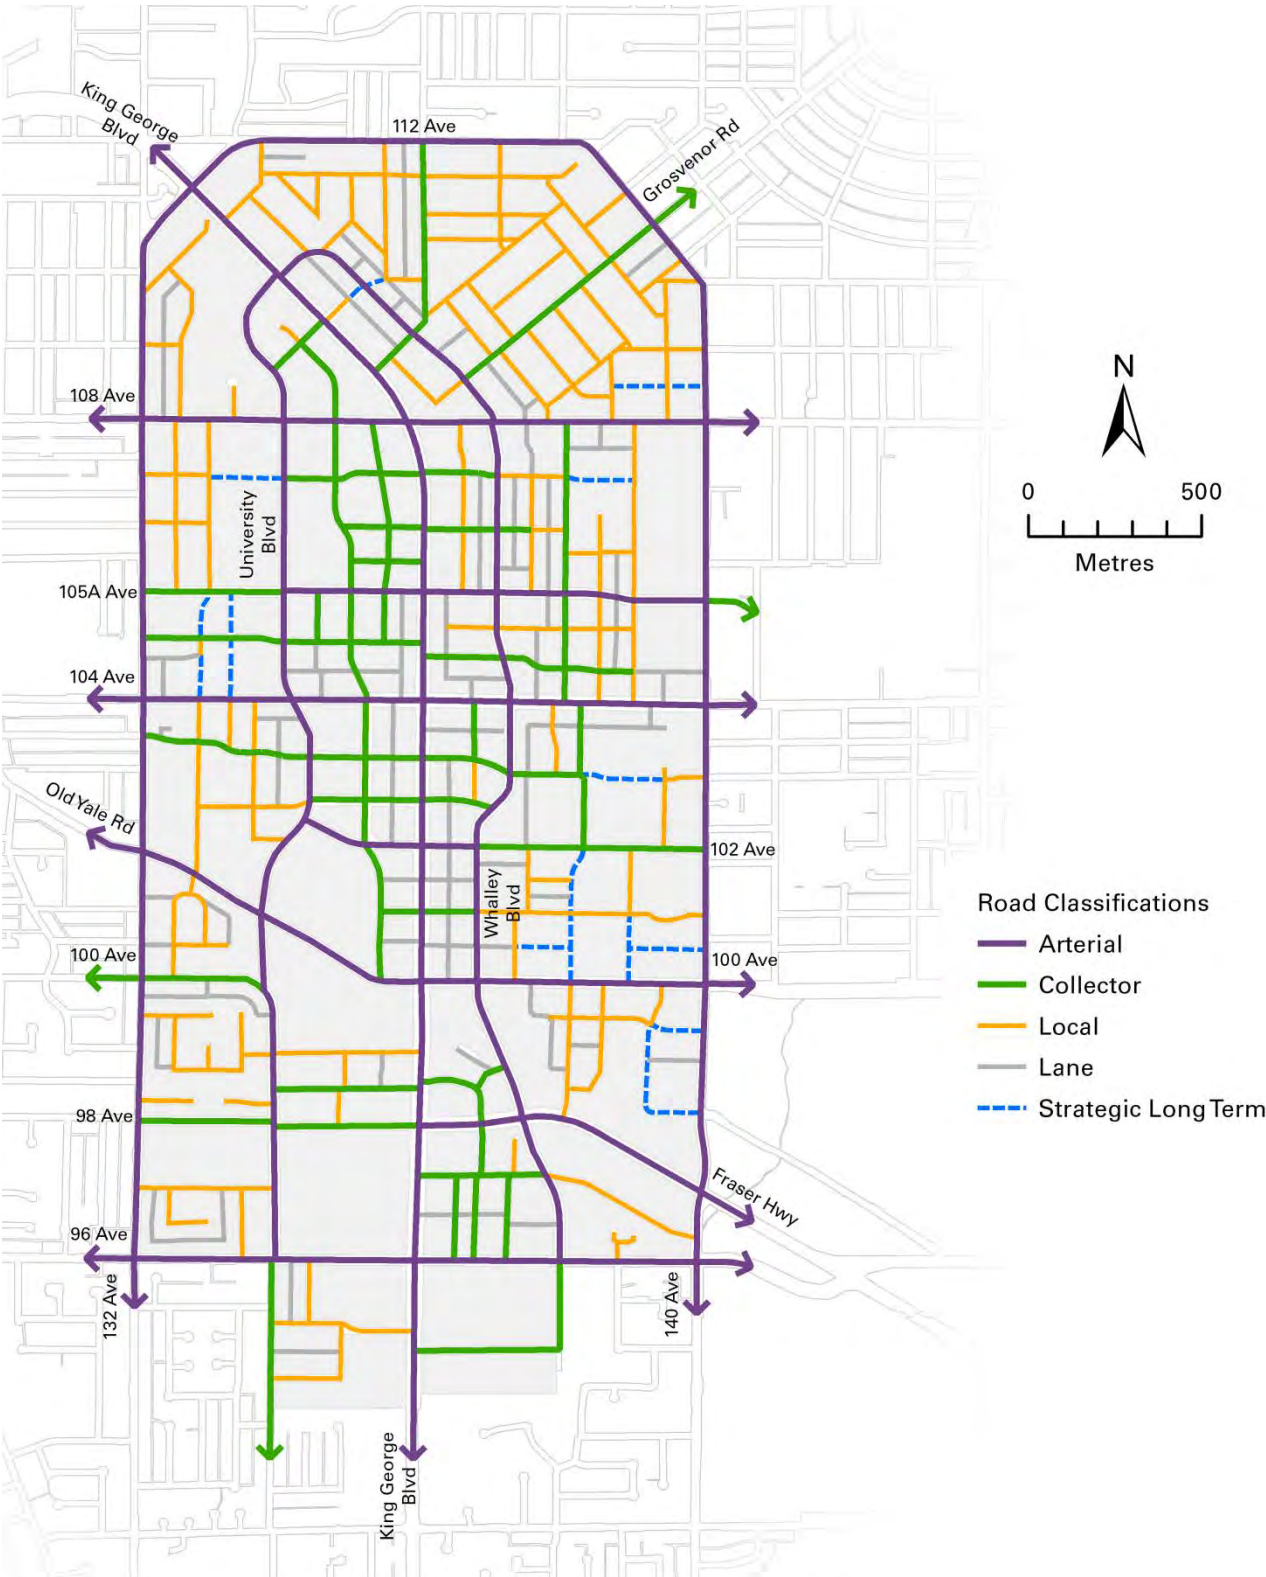 King George
Blvd
112 Ave
Grosvenor Rd
N
108 Ave
0
500
Metres
University
Blvd
105A Ave
104 Ave
Old Yale Rd
102 Ave
Whalley
Blvd
Road Classifications
Arterial
100 Ave
100 Ave
Collector
Local
Lane
98 Ave
Strategic Long Term
Fraser Hwy
96 Ave
132 Ave
140 Ave
King George
Blvd